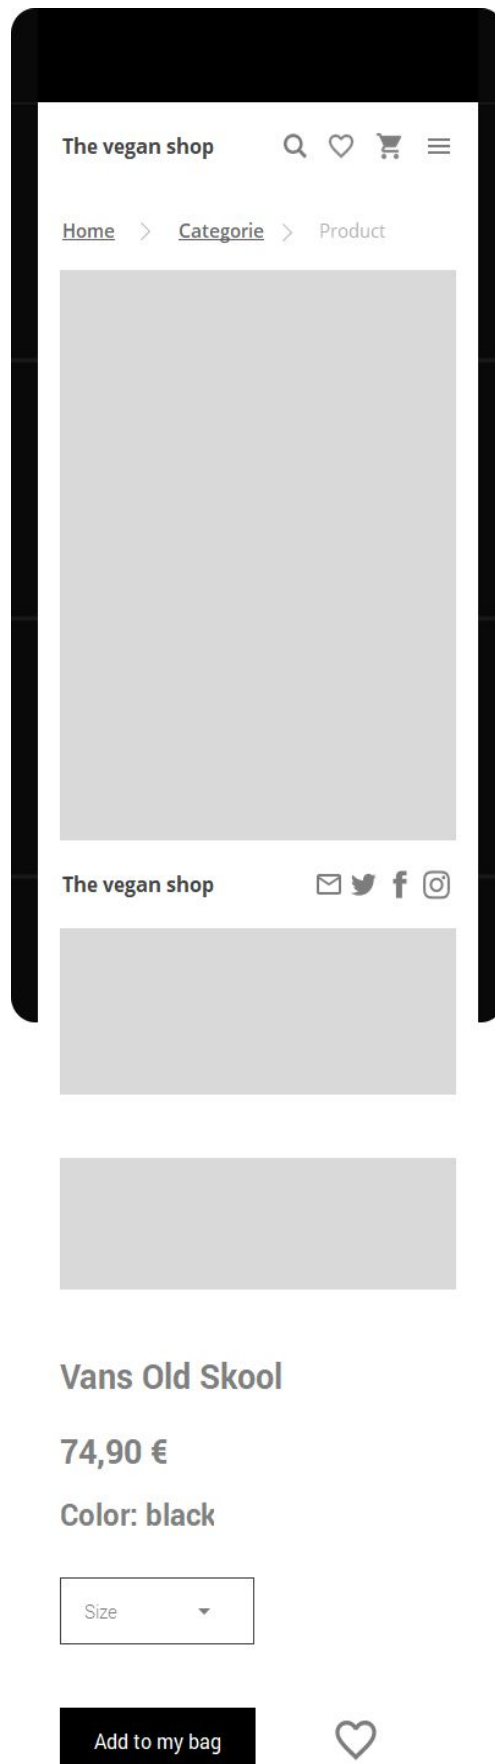 The vegan shop
Home Categorie Product
The vegan shop
Vans Old Skool
74,90 €
Color: black
Size
Add to my bag